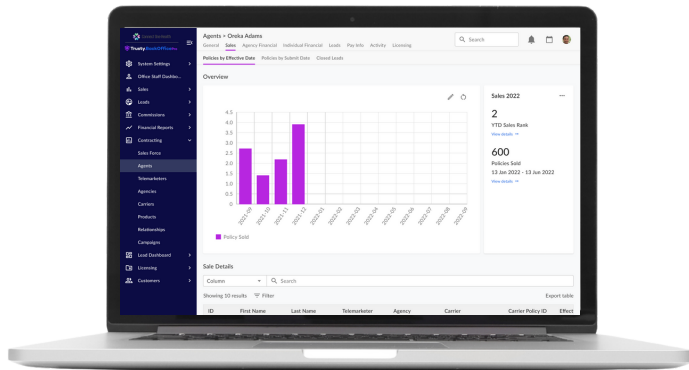 Trusty BackOffice
System Settings
Office Staff Dashbo...
Sales
Leads
Commissions
Financial Reports
Contracting
Sales Force
Agents
Telemarketers
Agencies
Carriers
Products
Relationships
Campaigns
Lead Dashboard
Licensing
Customers
Agents > Oreka Adams
Search
General Sales Agency Financial Individual Financial Leads Pay Info Activity Licensing
Policies by Effective Date Policies by Submit Date Closed Leads
Overview
4.5
4.0
3.5
3.0
2.5
2.0
1.5
1.0
0.5
0
2021-09 2021-10 2021-11 2021-12 2022-01 2022-02 2022-03 2022-04 2022-05 2022-06 2022-07 2022-08 2022-09
Policy Sold
Sales 2022
2
YTD Sales Rank
View details
600
Policies Sold
13 Jan 2022 - 13 Jun 2022
View details
Sale Details
Column Search
Showing 10 results Filter Export table
ID First Name Last Name Telemarketer Agency Carrier Carrier Policy ID Effect